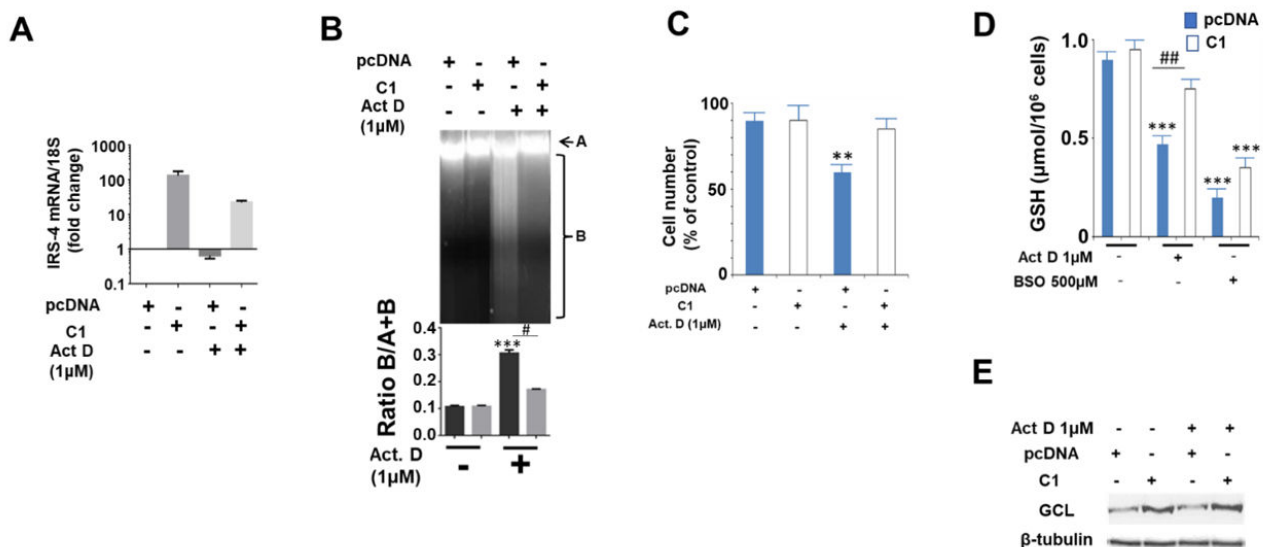 A
IRS-4 mRNA/18S
(fold change)
1000
100
10
1
0.1
pcDNA + - + -
C1 - + - +
Act D - - + +
(1µM)
B
pcDNA + - + -
C1 - + - +
Act D - - + +
(1µM)
A
B
Ratio B/A+B
0.4
0.3
0.2
0.1
0.0
***
#
Act. D - +
(1µM)
C
Cell number
(% of control)
100
50
0
**
pcDNA + - + -
C1 - + - +
Act. D (1µM) - - + +
D
pcDNA
C1
GSH (µmol/10⁶ cells)
1.0
0.5
0
##
***
***
***
Act D 1µM - +
BSO 500µM - +
E
Act D 1µM - - + +
pcDNA + - + -
C1 - + - +
GCL
β-tubulin